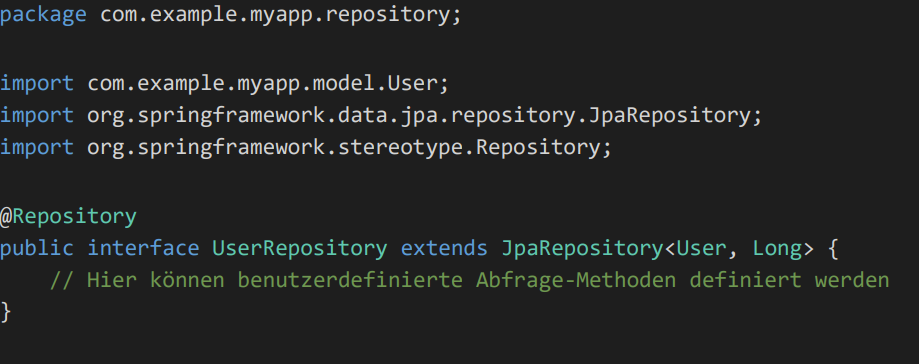 package com.example.myapp.repository;
import com.example.myapp.model.User;
import org.springframework.data.jpa.repository.JpaRepository;
import org.springframework.stereotype.Repository;
@Repository
public interface UserRepository extends JpaRepository<User, Long> {
// Hier können benutzerdefinierte Abfrage-Methoden definiert werden
}